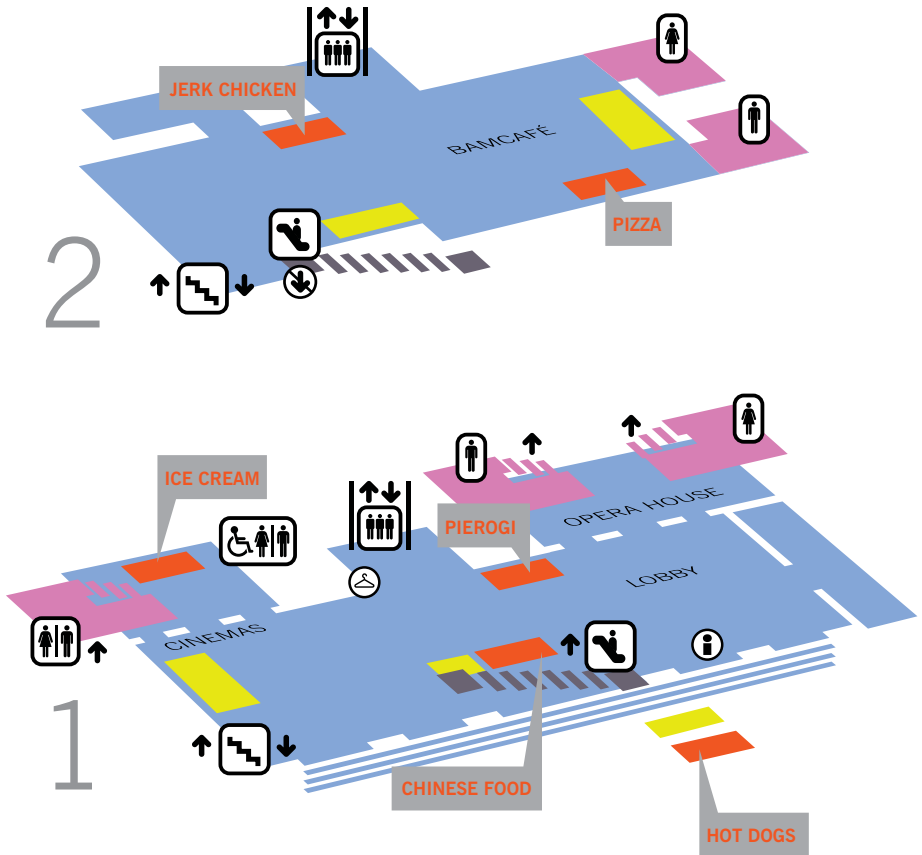 JERK CHICKEN
BAMCAFÉ
PIZZA
2
ICE CREAM
PIEROGI
OPERA HOUSE
LOBBY
CINEMAS
1
CHINESE FOOD
HOT DOGS